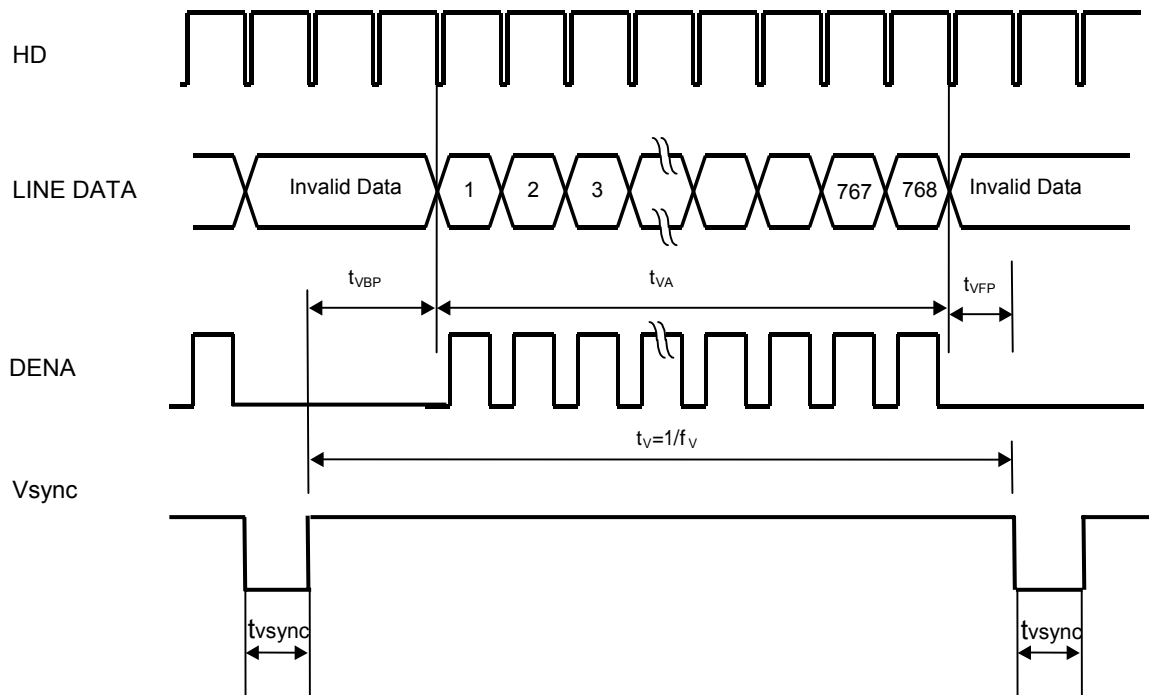 HD
LINE DATA
Invalid Data
1
2
3
767
768
Invalid Data
tVBP
tVA
tVFP
DENA
tV=1/fV
Vsync
tvsync
tvsync